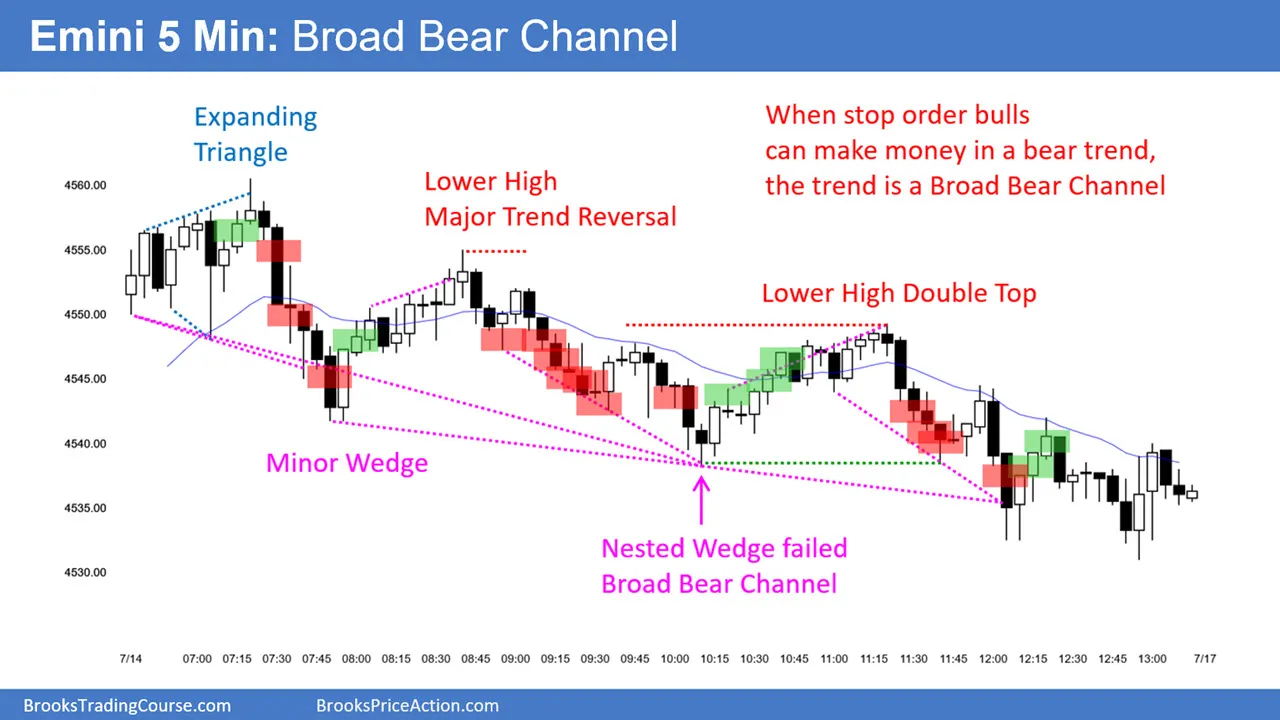 Emini 5 Min: Broad Bear Channel
Expanding
Triangle
When stop order bulls
can make money in a bear trend,
the trend is a Broad Bear Channel
Lower High
Major Trend Reversal
Lower High Double Top
Minor Wedge
Nested Wedge failed
Broad Bear Channel
4560.00
4555.00
4550.00
4545.00
4540.00
4535.00
4530.00
7/14 07:00 07:15 07:30 07:45 08:00 08:15 08:30 08:45 09:00 09:15 09:30 09:45 10:00 10:15 10:30 10:45 11:00 11:15 11:30 11:45 12:00 12:15 12:30 12:45 13:00 7/17
BrooksTradingCourse.com BrooksPriceAction.com